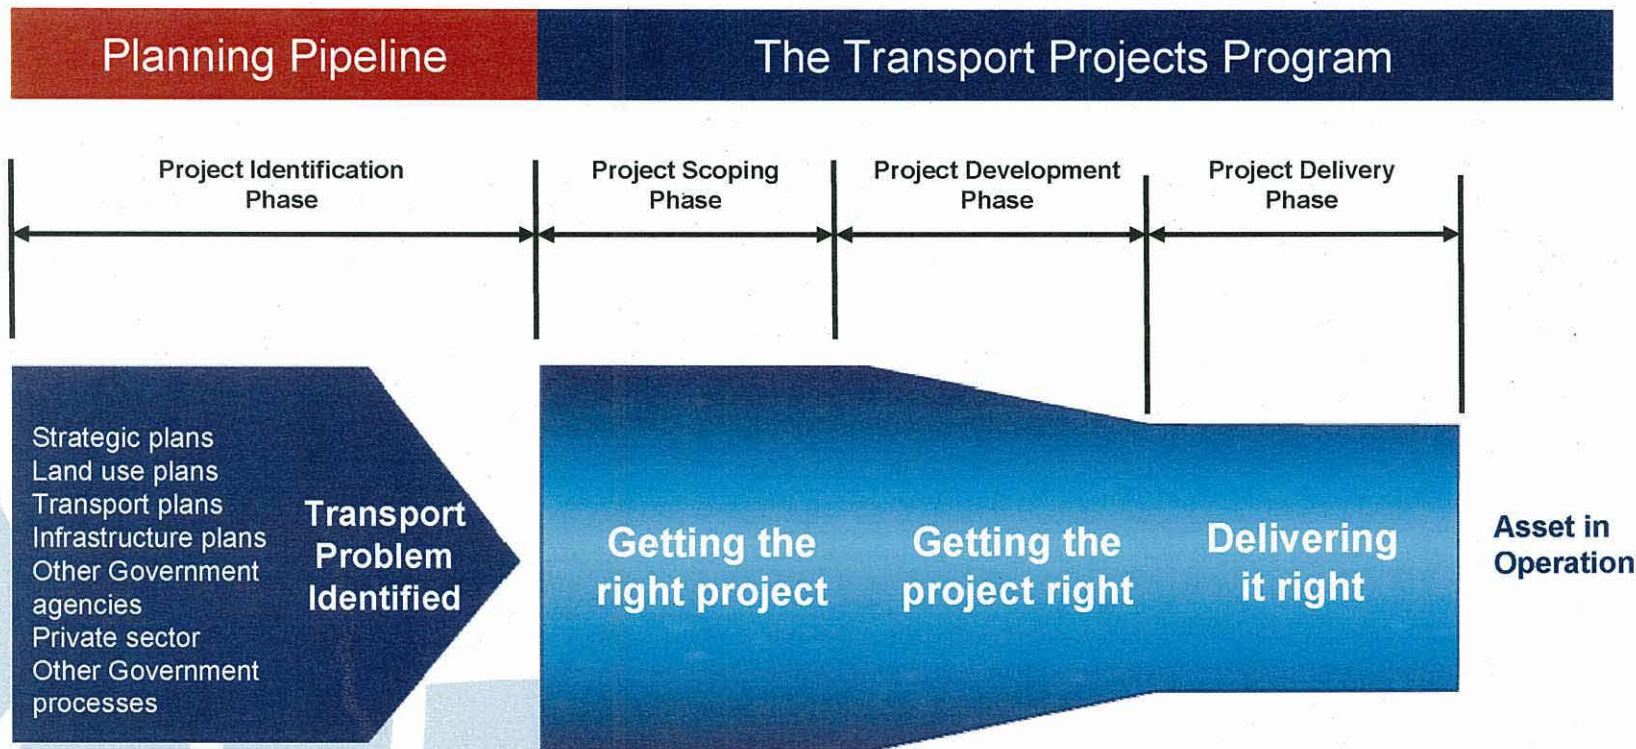 Planning Pipeline
The Transport Projects Program
Project Identification
Phase
Project Scoping
Phase
Project Development
Phase
Project Delivery
Phase
Strategic plans
Land use plans
Transport plans
Infrastructure plans
Other Government
agencies
Private sector
Other Government
processes
Transport
Problem
Identified
Getting the
right project
Getting the
project right
Delivering
it right
Asset in
Operation